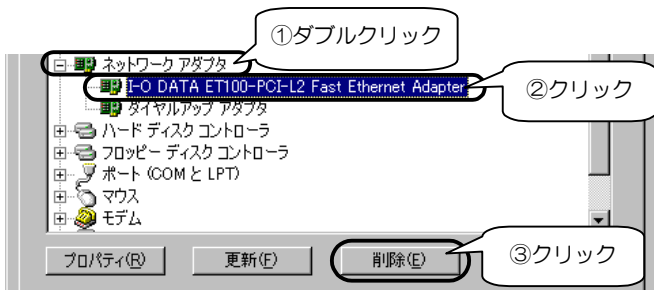 ①ダブルクリック
ネットワーク アダプタ
I-O DATA ET100-PCI-L2 Fast Ethernet Adapter
②クリック
ダイヤルアップ アダプタ
ハード ディスク コントローラ
フロッピー ディスク コントローラ
ポート (COM と LPT)
マウス
モデム
プロパティ(R)
更新(F)
削除(E)
③クリック